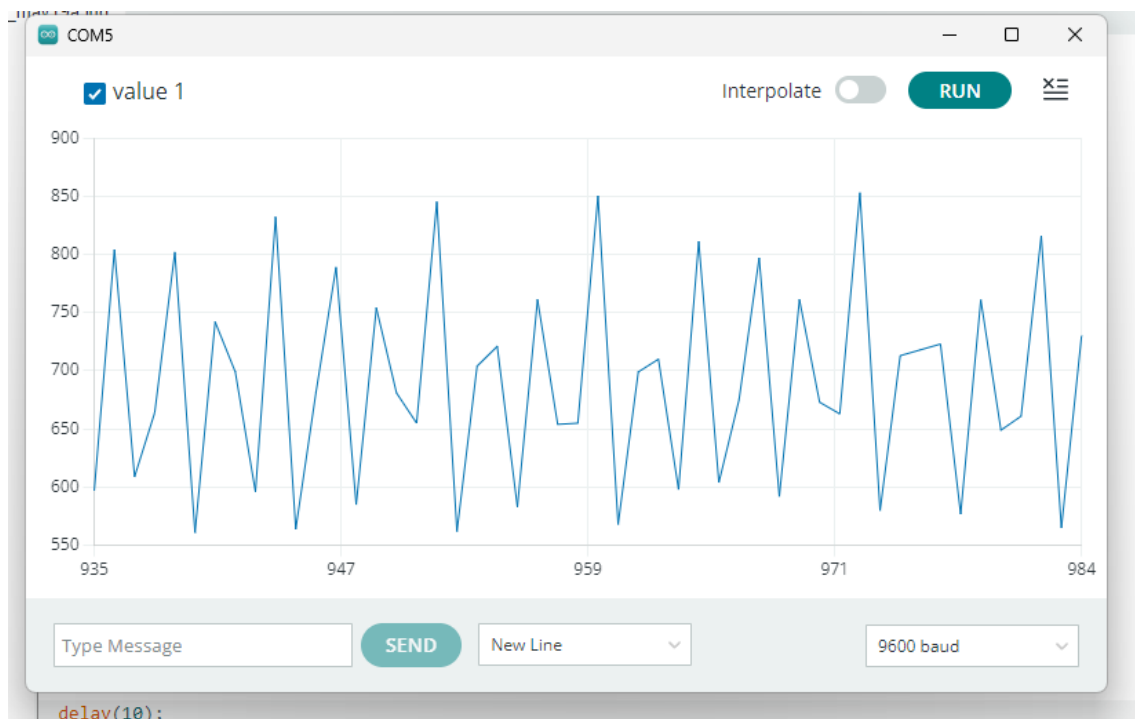 COM5
value 1
Interpolate RUN
900
850
800
750
700
650
600
550
935 947 959 971 984
Type Message SEND New Line 9600 baud
delay(10);